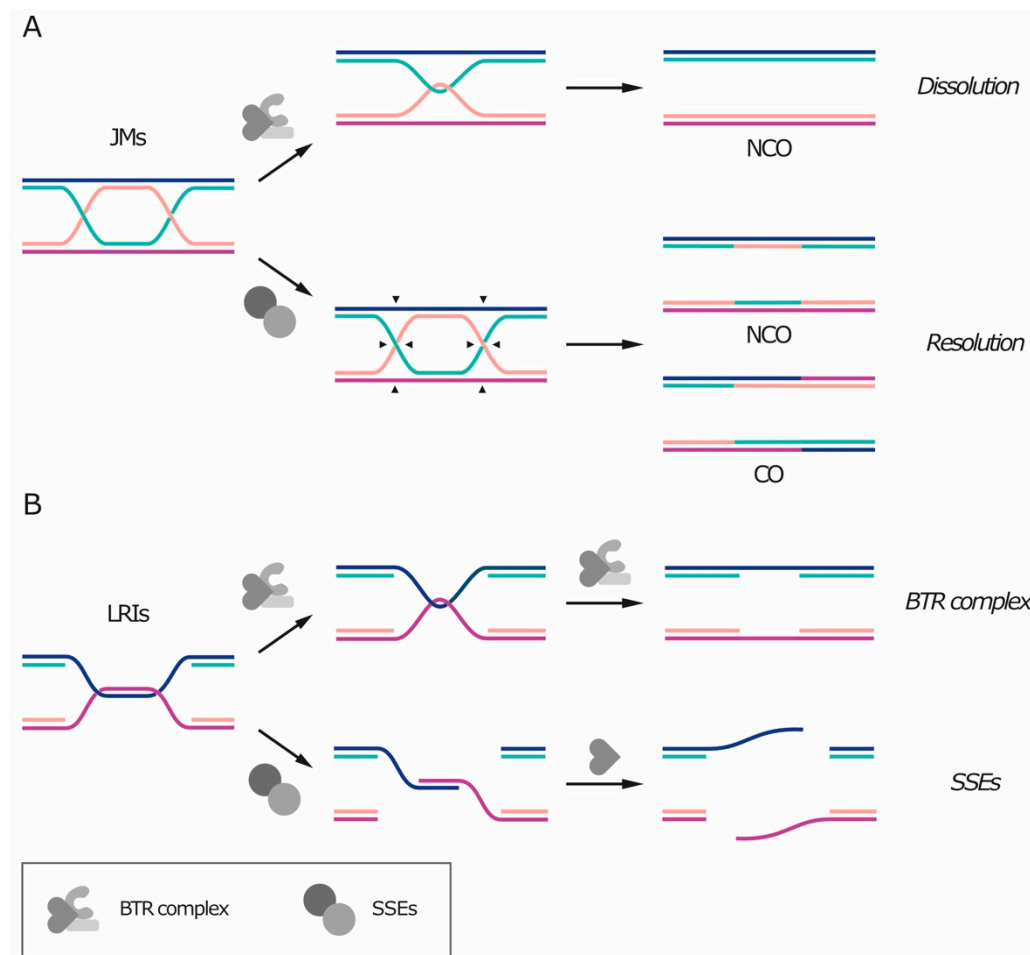 A
JMs
NCO
Dissolution
NCO
CO
Resolution
B
LRIs
BTR complex
SSEs
BTR complex
SSEs